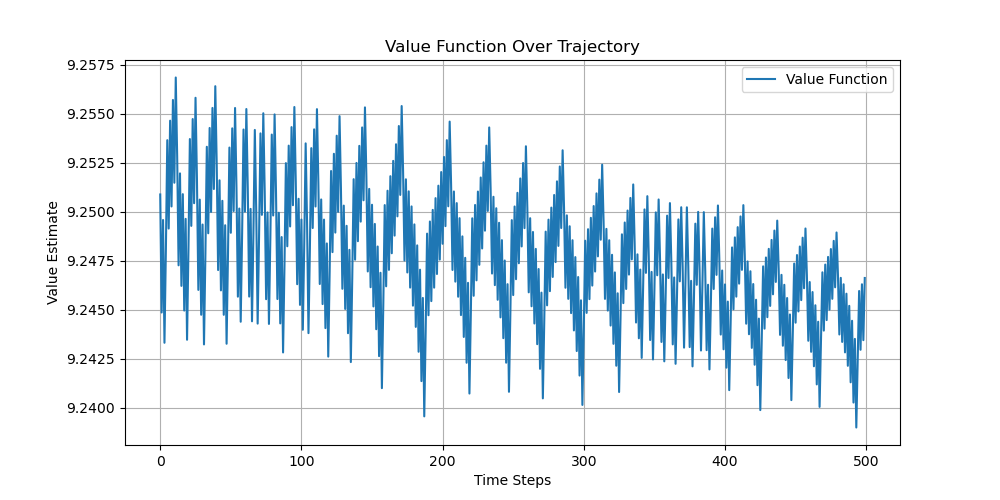 Value Function Over Trajectory
Value Function
9.2575
9.2550
9.2525
9.2500
9.2475
9.2450
9.2425
9.2400
Value Estimate
0 100 200 300 400 500
Time Steps